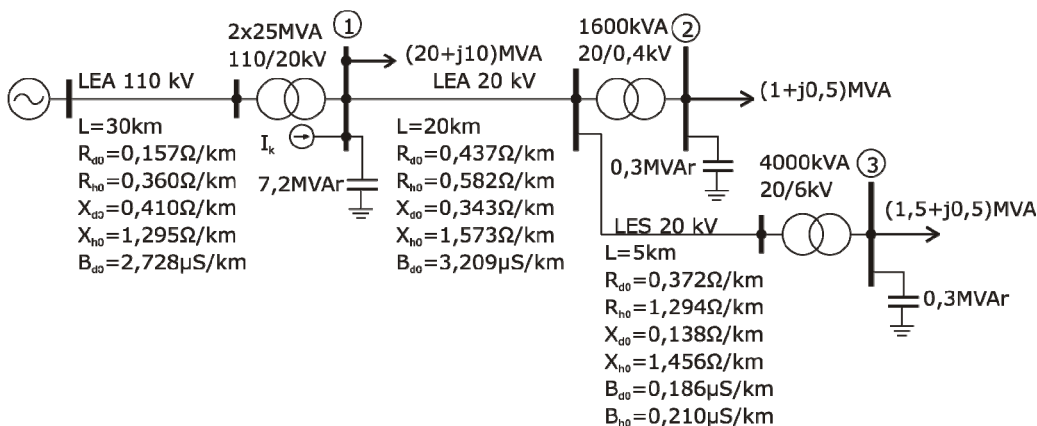 2x25MVA
110/20kV
1
(20+j10)MVA
LEA 20 kV
1600kVA
20/0,4kV
2
(1+j0,5)MVA
LEA 110 kV
L=30km
R_d0=0,157Ω/km
R_h0=0,360Ω/km
X_d0=0,410Ω/km
X_h0=1,295Ω/km
B_d0=2,728µS/km
I_k
7,2MVAr
L=20km
R_d0=0,437Ω/km
R_h0=0,582Ω/km
X_d0=0,343Ω/km
X_h0=1,573Ω/km
B_d0=3,209µS/km
0,3MVAr
4000kVA
20/6kV
3
(1,5+j0,5)MVA
LES 20 kV
L=5km
R_d0=0,372Ω/km
R_h0=1,294Ω/km
X_d0=0,138Ω/km
X_h0=1,456Ω/km
B_d0=0,186µS/km
B_h0=0,210µS/km
0,3MVAr